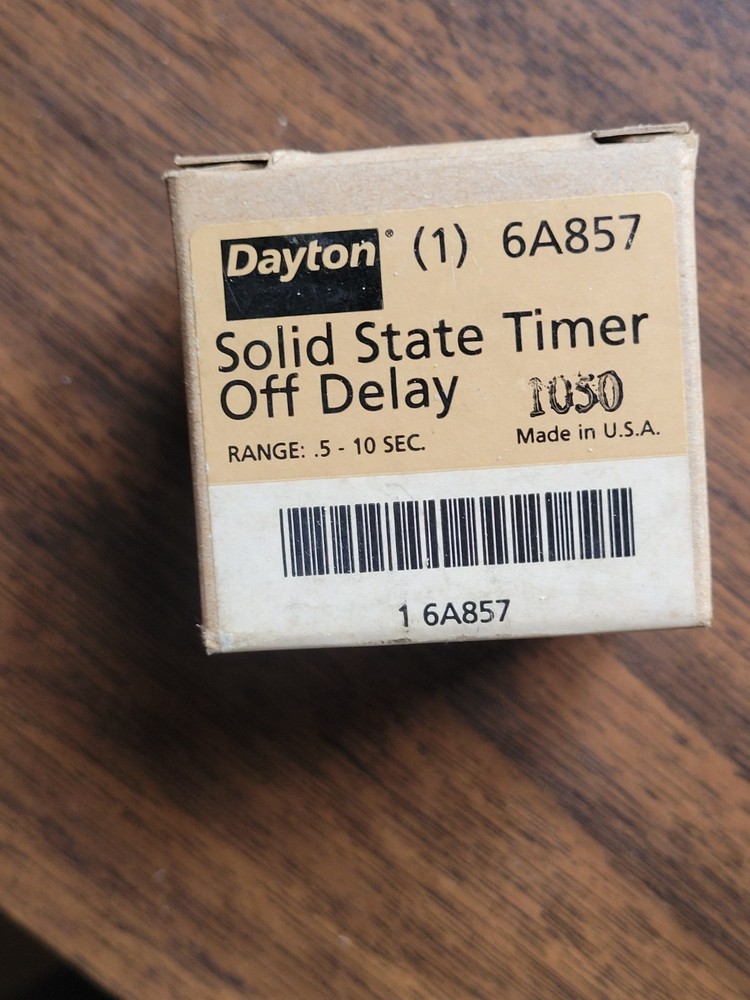 Dayton® (1) 6A857
Solid State Timer
Off Delay 1050
RANGE: .5 - 10 SEC. Made in U.S.A.
1 6A857